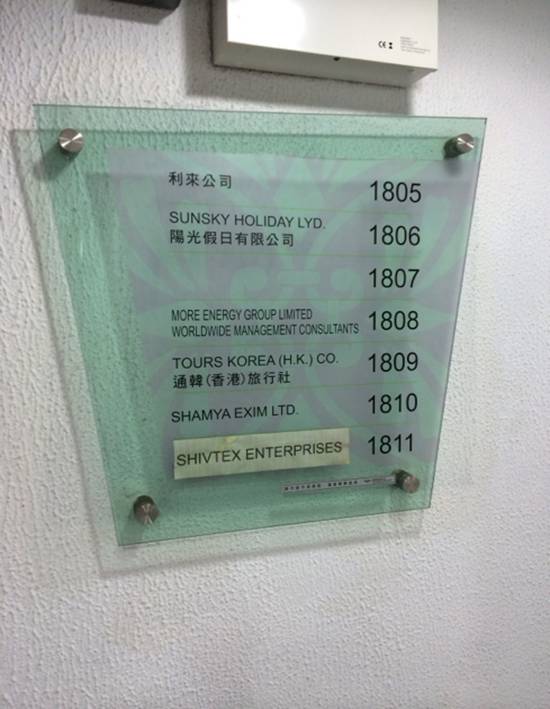 利來公司 1805
SUNSKY HOLIDAY LYD.
陽光假日有限公司 1806
1807
MORE ENERGY GROUP LIMITED
WORLDWIDE MANAGEMENT CONSULTANTS 1808
TOURS KOREA (H.K.) CO. 1809
通韓(香港)旅行社
SHAMYA EXIM LTD. 1810
SHIVTEX ENTERPRISES 1811